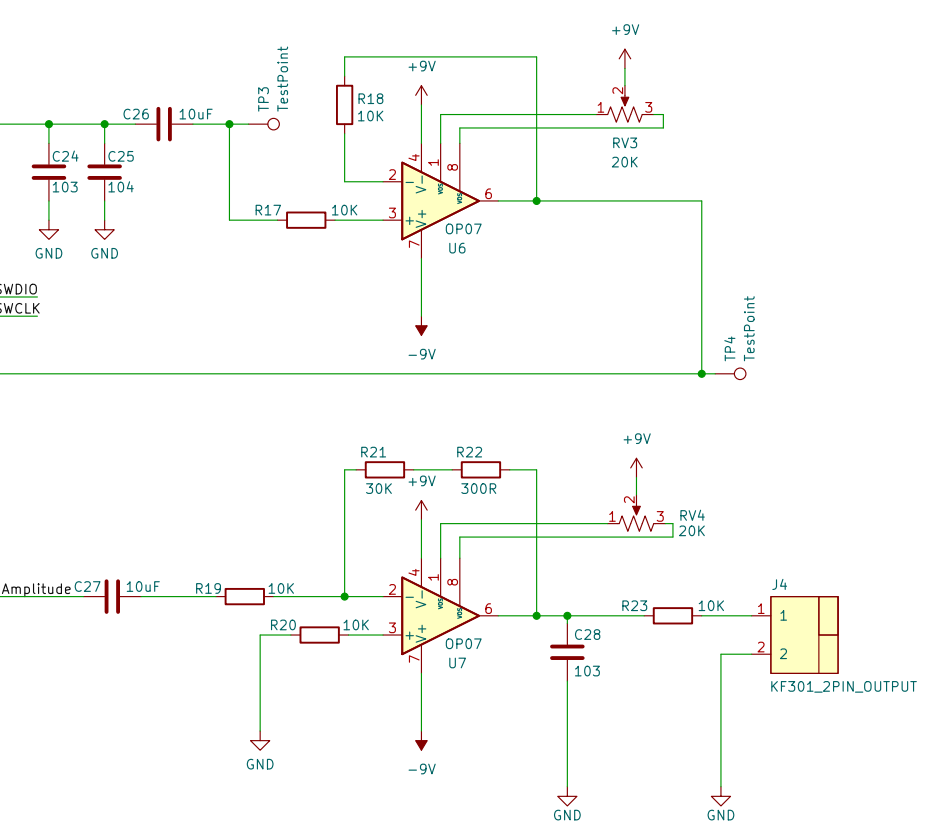 +9V
TP3
TestPoint
+9V
C26
10uF
R18
10K
1
2
3
RV3
20K
C24
103
C25
104
4
1
8
2
−
V-
VOS
VOS
6
R17
10K
3
+
V+
7
OP07
U6
GND
GND
SWDIO
SWCLK
-9V
TP4
TestPoint
+9V
R21
30K
R22
300R
+9V
1
2
3
RV4
20K
4
1
8
Amplitude
C27
10uF
R19
10K
2
−
V-
VOS
VOS
6
R20
10K
3
+
V+
7
OP07
U7
C28
103
R23
10K
J4
1
1
2
2
KF301_2PIN_OUTPUT
GND
-9V
GND
GND